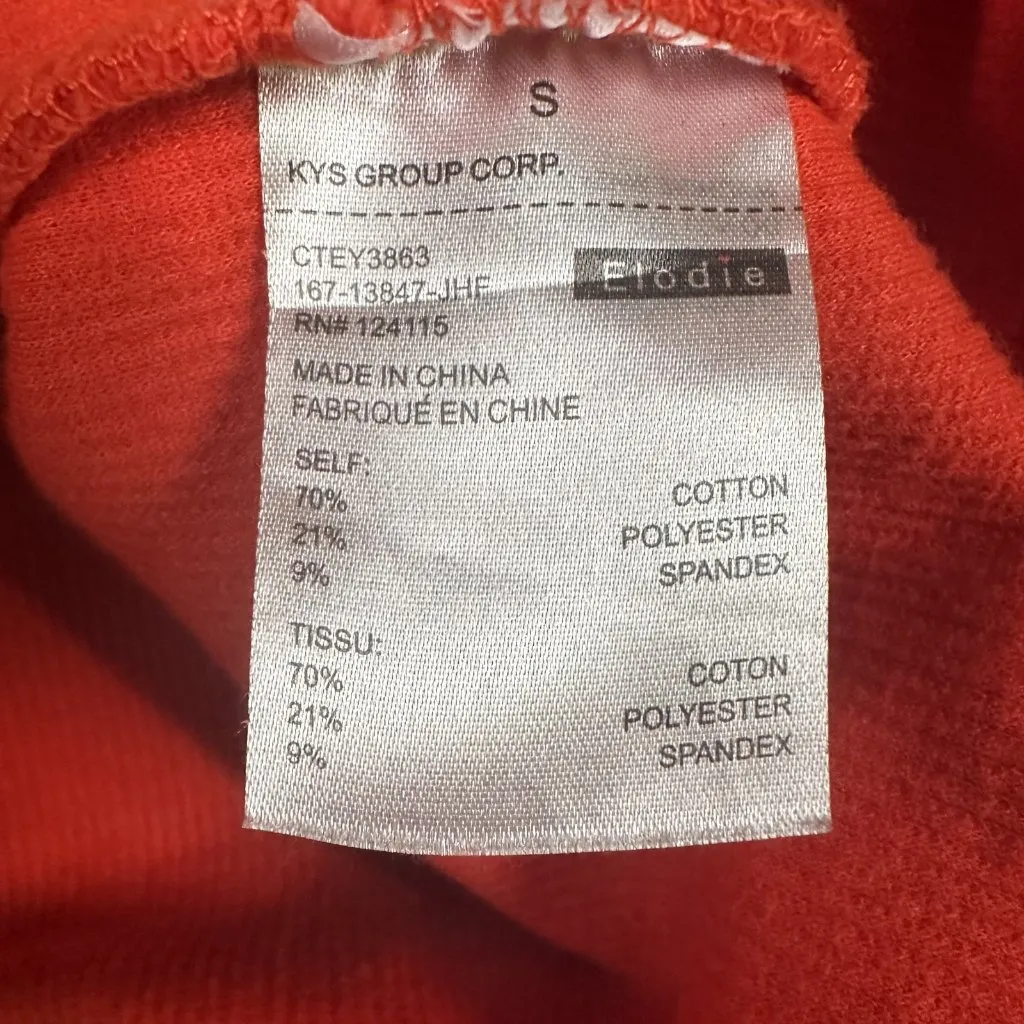 S
KYS GROUP CORP.
CTEY3863
Elodie
167-13847-JHF
RN# 124115
MADE IN CHINA
FABRIQUÉ EN CHINE
SELF:
70% COTTON
21% POLYESTER
9% SPANDEX
TISSU:
70% COTON
21% POLYESTER
9% SPANDEX